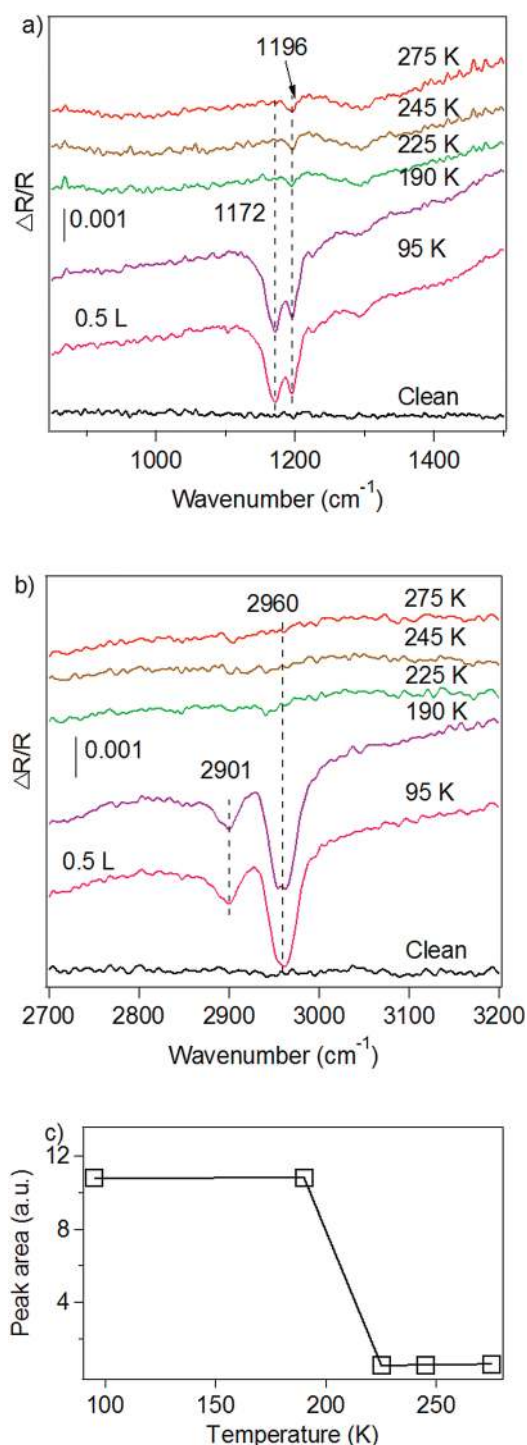 a)
1196
275 K
245 K
225 K
190 K
1172
0.001
95 K
0.5 L
Clean
△R/R
1000
1200
1400
Wavenumber (cm⁻¹)
b)
2960
275 K
245 K
225 K
190 K
0.001
2901
95 K
0.5 L
Clean
△R/R
2700
2800
2900
3000
3100
3200
Wavenumber (cm⁻¹)
c)
12
8
4
Peak area (a.u.)
100
150
200
250
Temperature (K)